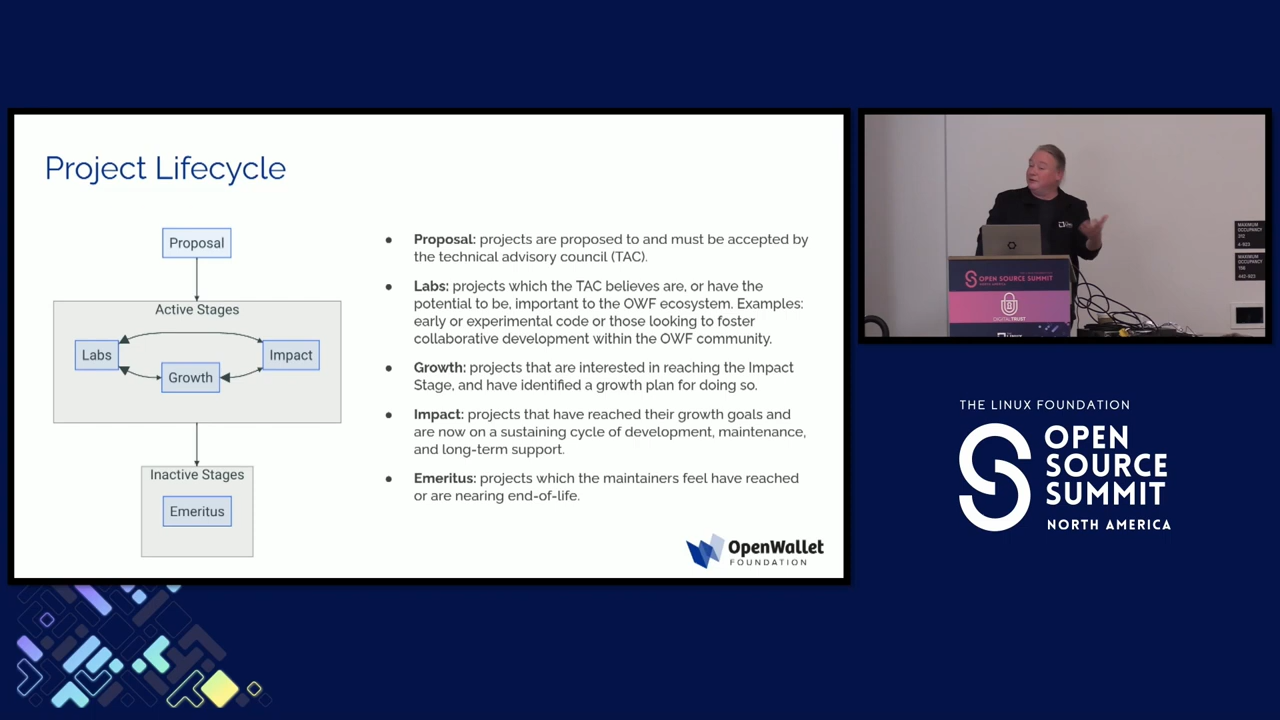 Project Lifecycle
Proposal
Active Stages
Labs
Impact
Growth
Inactive Stages
Emeritus
● Proposal: projects are proposed to and must be accepted by
the technical advisory council (TAC).
● Labs: projects which the TAC believes are, or have the
potential to be, important to the OWF ecosystem. Examples:
early or experimental code or those looking to foster
collaborative development within the OWF community.
● Growth: projects that are interested in reaching the Impact
Stage, and have identified a growth plan for doing so.
● Impact: projects that have reached their growth goals and
are now on a sustaining cycle of development, maintenance,
and long-term support.
● Emeritus: projects which the maintainers feel have reached
or are nearing end-of-life.
OpenWallet
FOUNDATION
OPEN SOURCE SUMMIT
DIGITAL TRUST
MAXIMUM
OCCUPANCY
MAXIMUM
OCCUPANCY
THE LINUX FOUNDATION
OPEN
SOURCE
SUMMIT
NORTH AMERICA